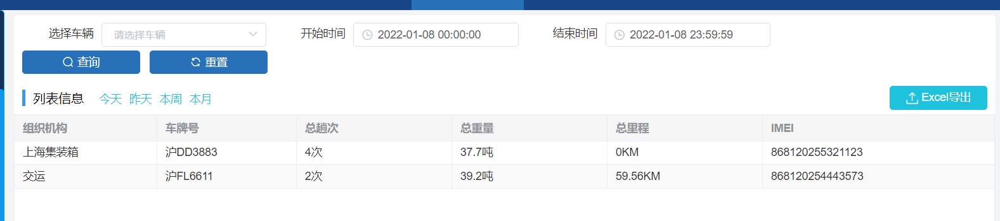 选择车辆 请选择车辆 开始时间 2022-01-08 00:00:00 结束时间 2022-01-08 23:59:59
查询 重置
列表信息 今天 昨天 本周 本月 Excel导出
组织机构 车牌号 总趟次 总重量 总里程 IMEI
上海集装箱 沪DD3883 4次 37.7吨 0KM 868120255321123
交运 沪FL6611 2次 39.2吨 59.56KM 868120254443573